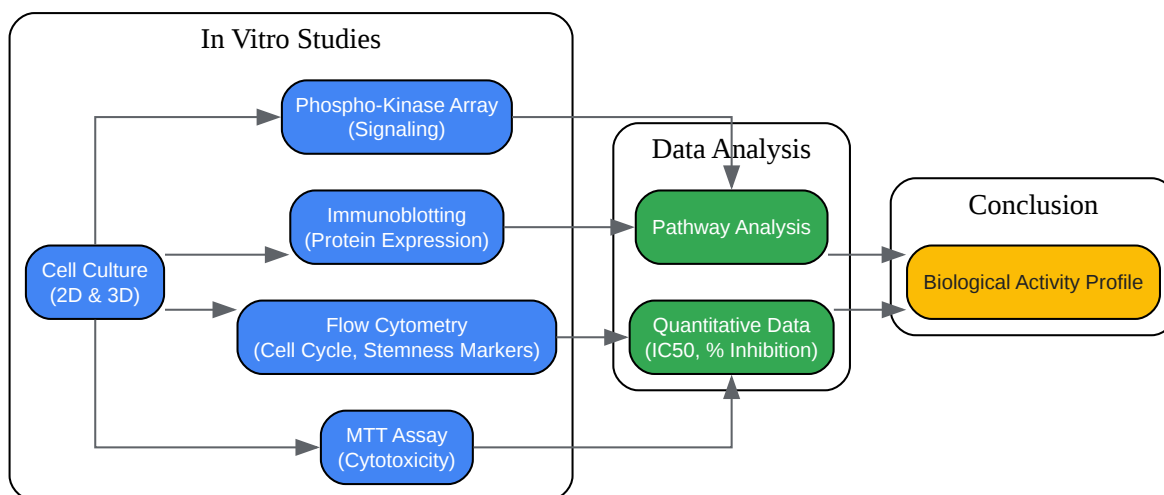 In Vitro Studies
Phospho-Kinase Array
(Signaling)
Immunoblotting
(Protein Expression)
Cell Culture
(2D & 3D)
Flow Cytometry
(Cell Cycle, Stemness Markers)
MTT Assay
(Cytotoxicity)
Data Analysis
Pathway Analysis
Quantitative Data
(IC50, % Inhibition)
Conclusion
Biological Activity Profile